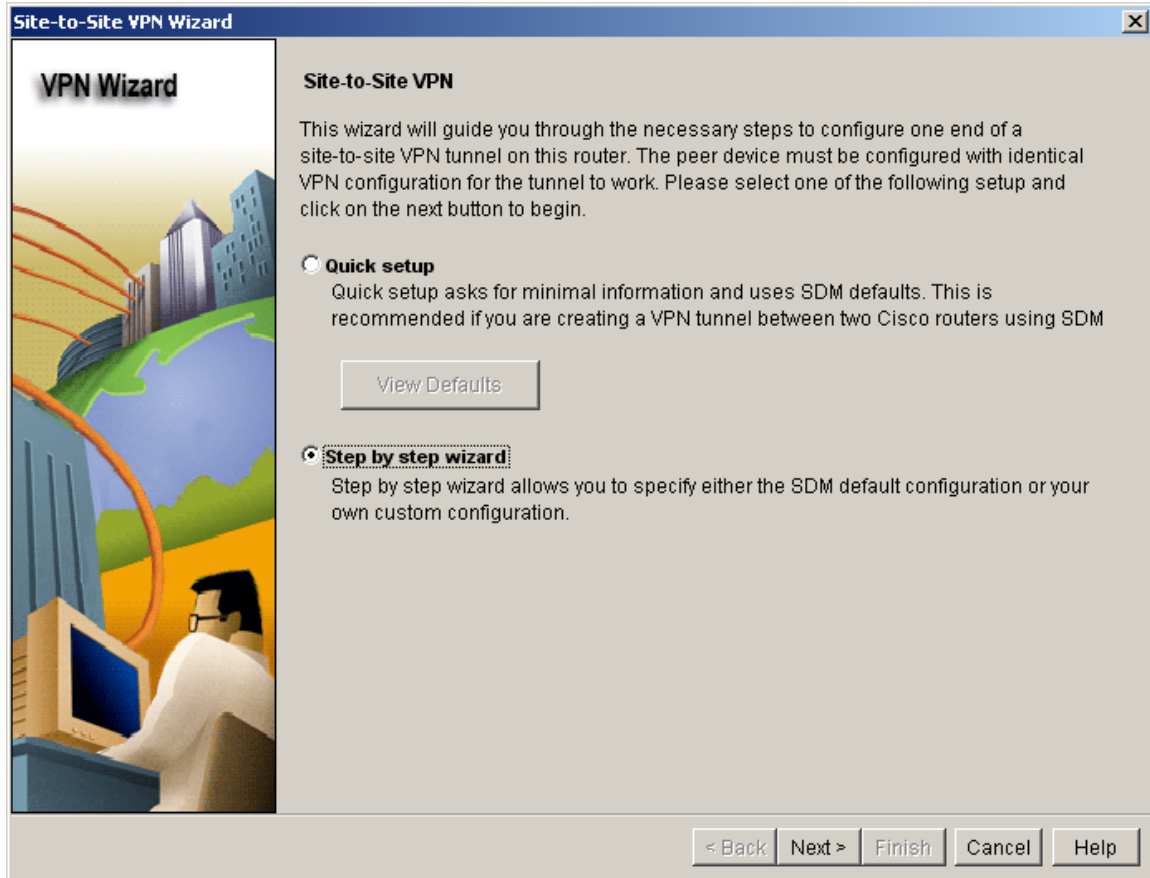 Site-to-Site VPN Wizard
VPN Wizard
Site-to-Site VPN
This wizard will guide you through the necessary steps to configure one end of a
site-to-site VPN tunnel on this router. The peer device must be configured with identical
VPN configuration for the tunnel to work. Please select one of the following setup and
click on the next button to begin.
Quick setup
Quick setup asks for minimal information and uses SDM defaults. This is
recommended if you are creating a VPN tunnel between two Cisco routers using SDM
View Defaults
Step by step wizard
Step by step wizard allows you to specify either the SDM default configuration or your
own custom configuration.
< Back Next > Finish Cancel Help